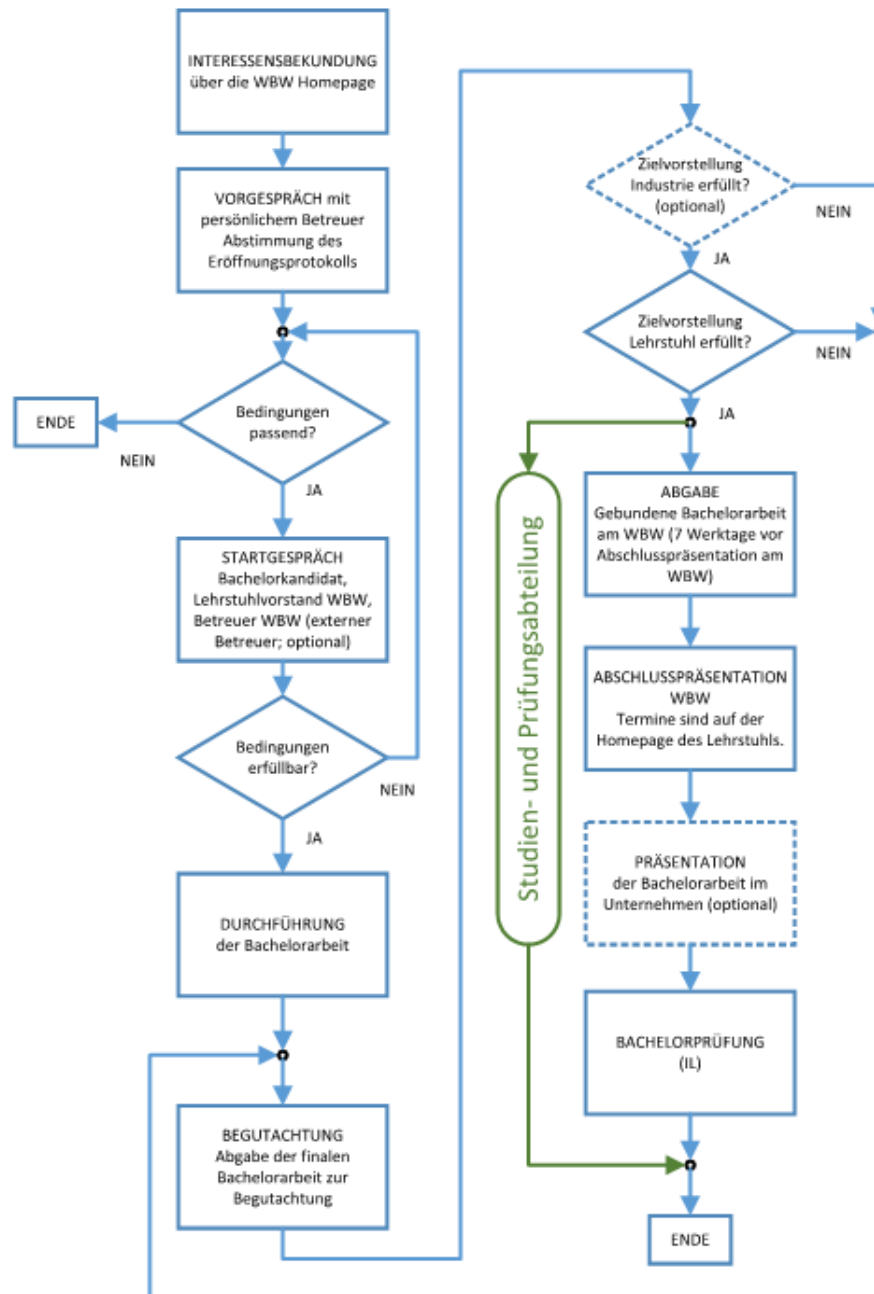 INTERESSENSBEKUNDUNG
über die WBW Homepage
VORGESPRÄCH mit
persönlichem Betreuer
Abstimmung des
Eröffnungsprotokolls
Bedingungen
passend?
ENDE
NEIN
JA
STARTGESPRÄCH
Bachelorkandidat,
Lehrstuhlvorstand WBW,
Betreuer WBW (externer
Betreuer; optional)
Bedingungen
erfüllbar?
NEIN
JA
DURCHFÜHRUNG
der Bachelorarbeit
BEGUTACHTUNG
Abgabe der finalen
Bachelorarbeit zur
Begutachtung
Zielvorstellung
Industrie erfüllt?
(optional)
NEIN
JA
Zielvorstellung
Lehrstuhl erfüllt?
NEIN
JA
Studien- und Prüfungsabteilung
ABGABE
Gebundene Bachelorarbeit
am WBW (7 Werktage vor
Abschlusspräsentation am
WBW)
ABSCHLUSSPRÄSENTATION
WBW
Termine sind auf der
Homepage des Lehrstuhls.
PRÄSENTATION
der Bachelorarbeit im
Unternehmen (optional)
BACHELORPRÜFUNG
(IL)
ENDE